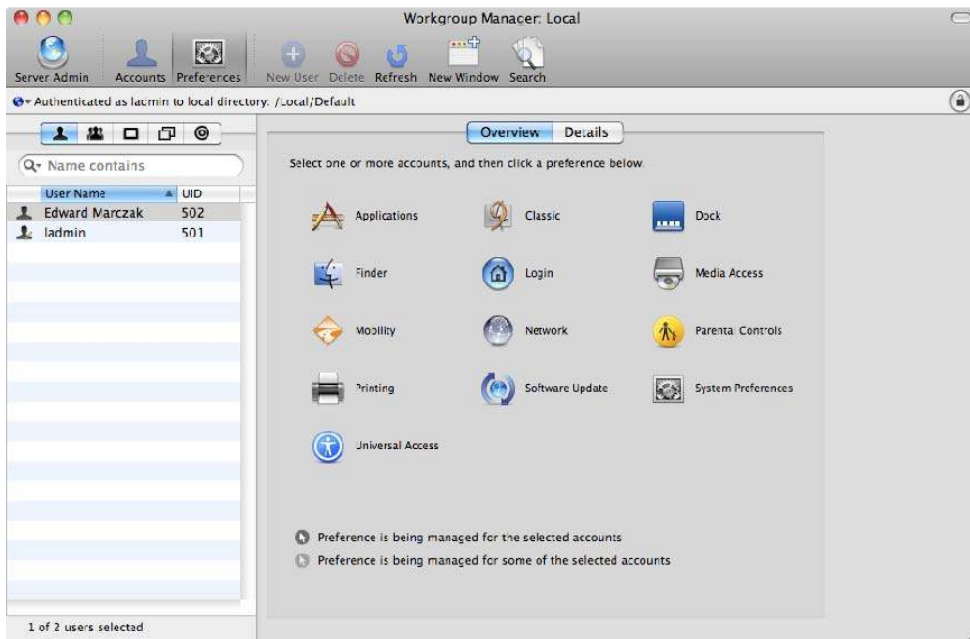 Workgroup Manager: Local
Server Admin Accounts Preferences New User Delete Refresh New Window Search
Authenticated as ladmin to local directory: /Local/Default
Overview Details
Name contains
Select one or more accounts, and then click a preference below.
User Name UID
Edward Marczak 502
ladmin 501
Applications Classic Dock
Finder Login Media Access
Mobility Network Parental Controls
Printing Software Update System Preferences
Universal Access
Preference is being managed for the selected accounts
Preference is being managed for some of the selected accounts
1 of 2 users selected